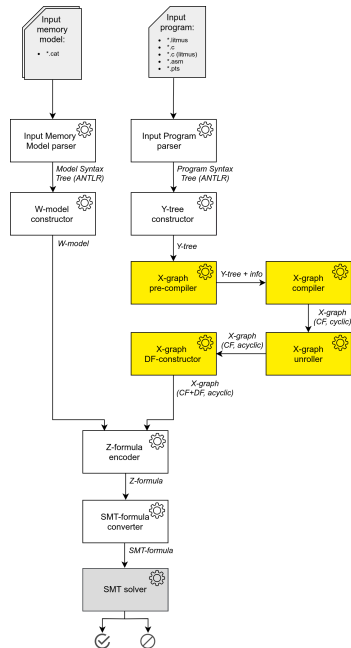 Input
memory
model:
• *.cat
Input
program:
• *.litmus
• *.c
• *.c (litmus)
• *.asm
• *.pts
Input Memory
Model parser
Input Program
parser
Model Syntax
Tree (ANTLR)
Program Syntax
Tree (ANTLR)
W-model
constructor
Y-tree
constructor
W-model
Y-tree
X-graph
pre-compiler
Y-tree + info
X-graph
compiler
X-graph
(CF, cyclic)
X-graph
DF-constructor
X-graph
(CF, acyclic)
X-graph
unroller
X-graph
(CF+DF, acyclic)
Z-formula
encoder
Z-formula
SMT-formula
converter
SMT-formula
SMT solver